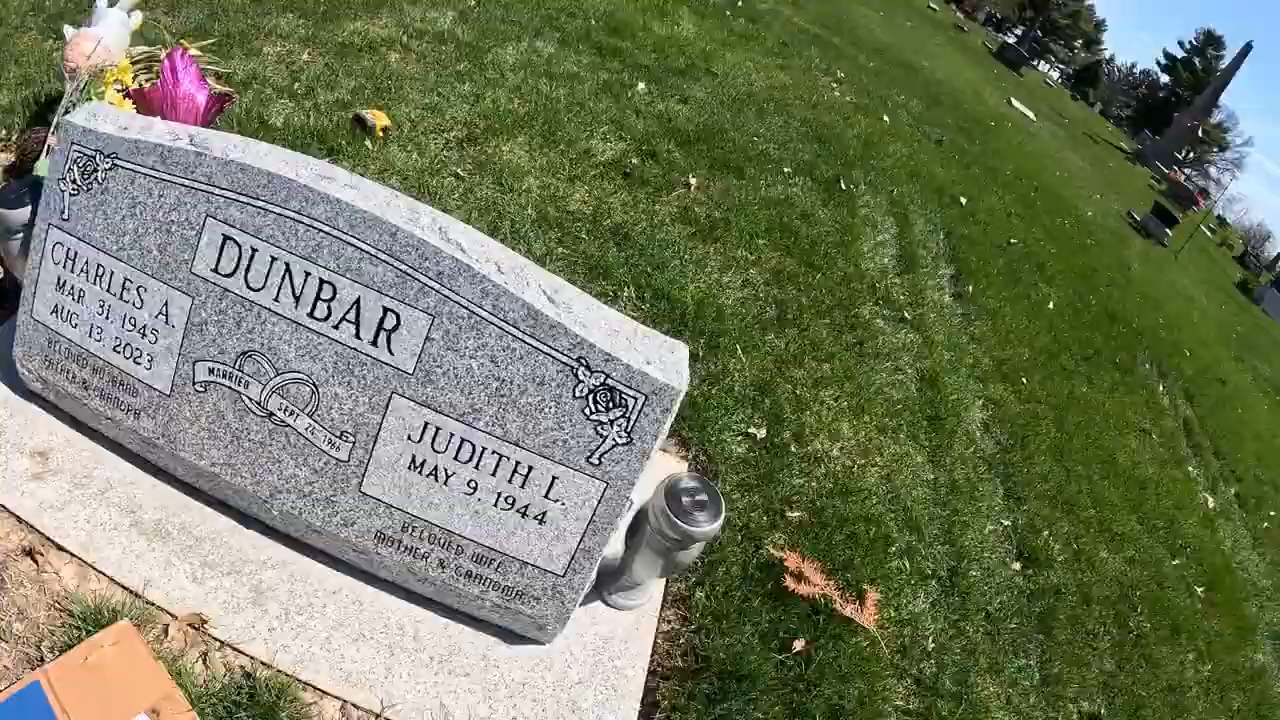 DUNBAR
CHARLES A.
MAR. 31, 1945
AUG. 13, 2023
BELOVED HUSBAND
FATHER & GRANDPA
MARRIED
SEPT. 24, 1966
JUDITH L.
MAY 9, 1944
BELOVED WIFE
MOTHER & GRANDMA